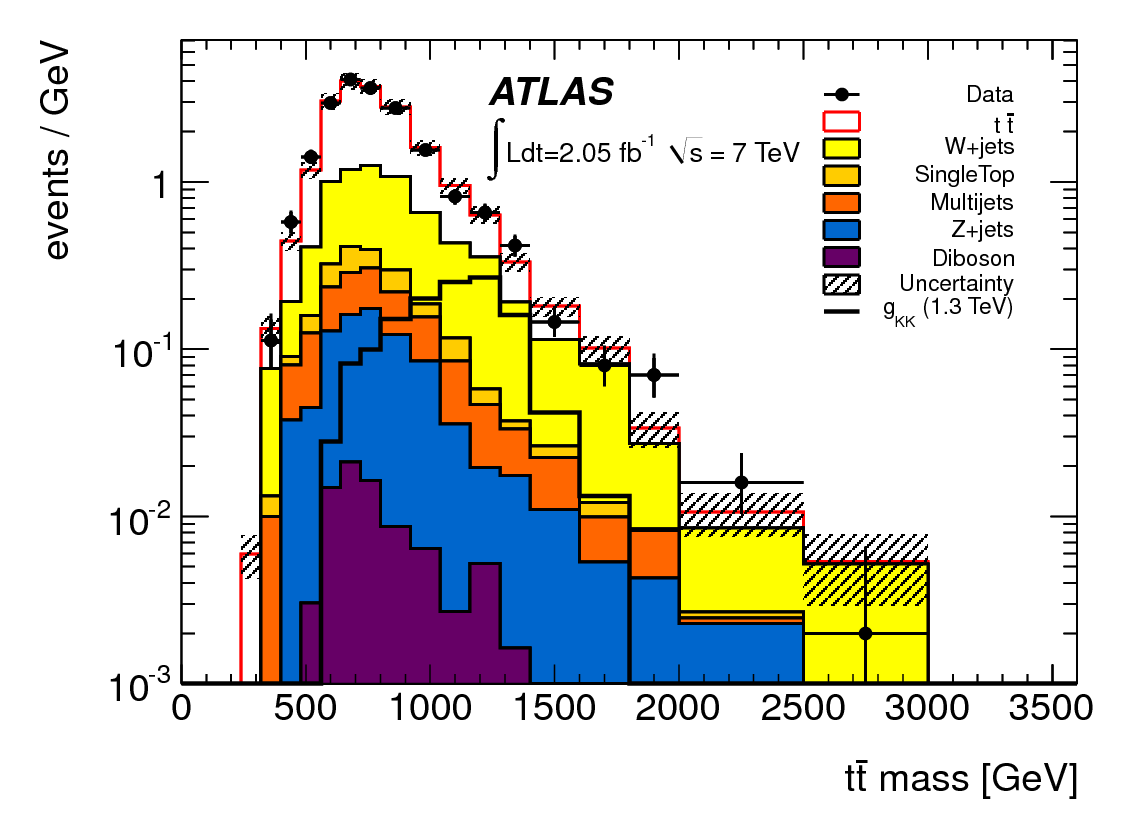 events / GeV
ATLAS
∫Ldt=2.05 fb⁻¹ √s = 7 TeV
Data
t t̄
W+jets
SingleTop
Multijets
Z+jets
Diboson
Uncertainty
g_KK (1.3 TeV)
1
10⁻¹
10⁻²
10⁻³
0 500 1000 1500 2000 2500 3000 3500
tt̄ mass [GeV]